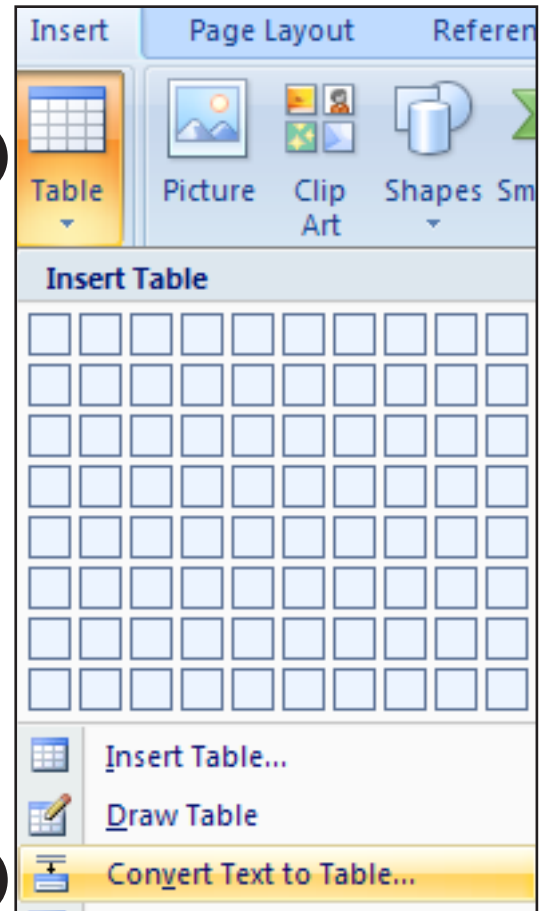 Insert Page Layout Referen
Table Picture Clip Art Shapes Sm
Insert Table
Insert Table...
Draw Table
Convert Text to Table...